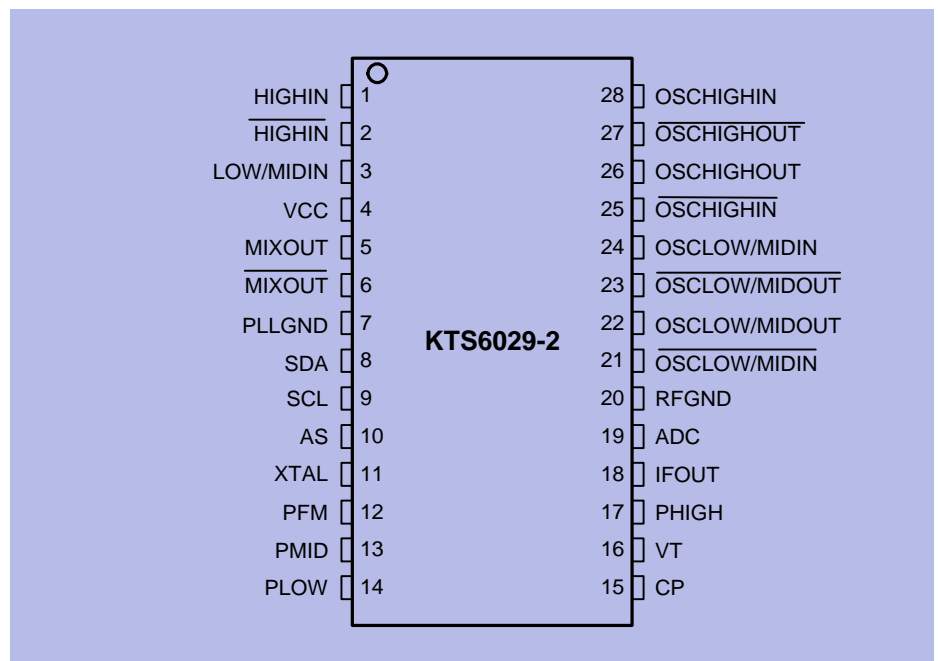 HIGHIN 1 28 OSCHIGHIN
HIGHIN 2 27 OSCHIGHOUT
LOW/MIDIN 3 26 OSCHIGHOUT
VCC 4 25 OSCHIGHIN
MIXOUT 5 24 OSCLOW/MIDIN
MIXOUT 6 23 OSCLOW/MIDOUT
PLLGND 7 22 OSCLOW/MIDOUT
KTS6029-2
SDA 8 21 OSCLOW/MIDIN
SCL 9 20 RFGND
AS 10 19 ADC
XTAL 11 18 IFOUT
PFM 12 17 PHIGH
PMID 13 16 VT
PLOW 14 15 CP